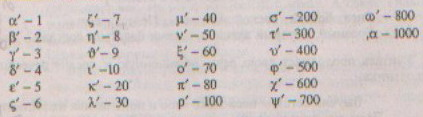 α′ – 1 ζ′ – 7, μ′ – 40 σ′ – 200 ω′ – 800
β′ – 2 η′ – 8 ν′ – 50 τ′ – 300 ͵α – 1000
γ′ – 3 ϑ′ – 9 ξ′ – 60 υ′ – 400
δ′ – 4 ι′ –10 ο′ – 70 φ′ – 500
ε′ – 5 κ′ – 20 π′ – 80 χ′ – 600
ς′ – 6 λ′ – 30 ρ′ – 100 ψ′ – 700